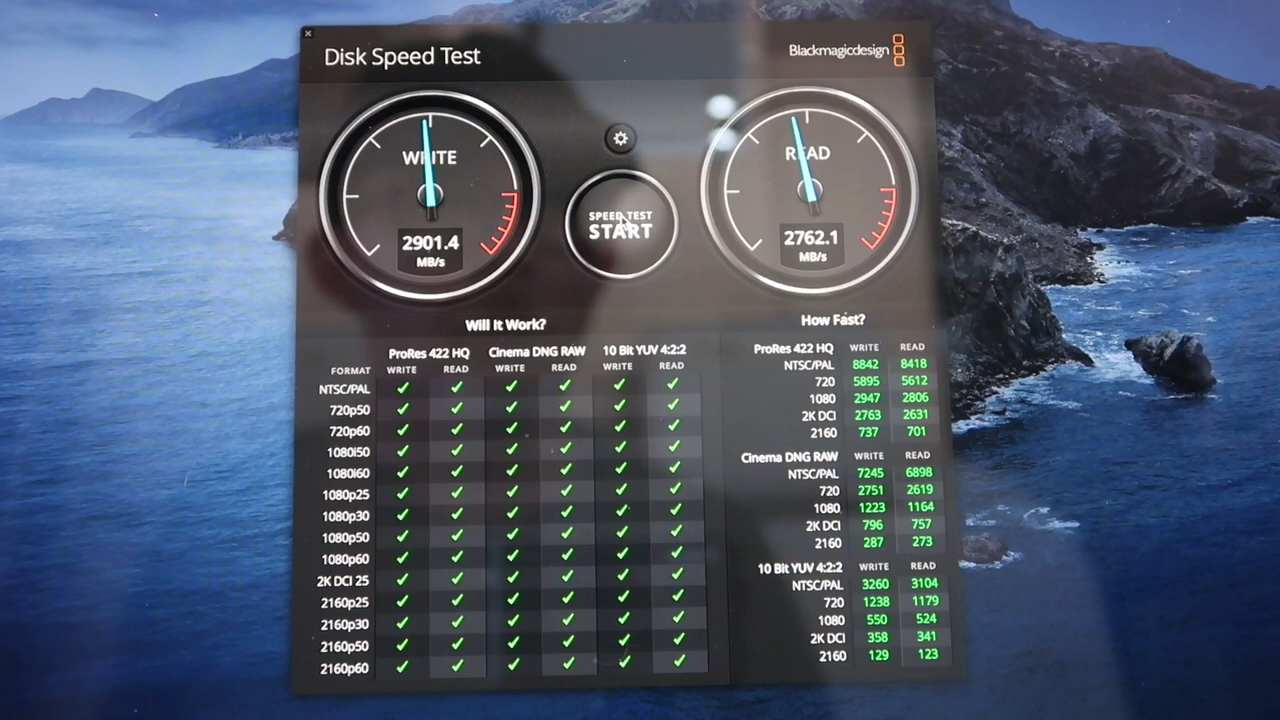 Disk Speed Test
Blackmagicdesign
WRITE
2901.4
MB/s
SPEED TEST
START
READ
2762.1
MB/s
Will It Work?
ProRes 422 HQ Cinema DNG RAW 10 Bit YUV 4:2:2
FORMAT WRITE READ WRITE READ WRITE READ
NTSC/PAL ✓ ✓ ✓ ✓ ✓ ✓
720p50 ✓ ✓ ✓ ✓ ✓ ✓
720p60 ✓ ✓ ✓ ✓ ✓ ✓
1080i50 ✓ ✓ ✓ ✓ ✓ ✓
1080i60 ✓ ✓ ✓ ✓ ✓ ✓
1080p25 ✓ ✓ ✓ ✓ ✓ ✓
1080p30 ✓ ✓ ✓ ✓ ✓ ✓
1080p50 ✓ ✓ ✓ ✓ ✓ ✓
1080p60 ✓ ✓ ✓ ✓ ✓ ✓
2K DCI 25 ✓ ✓ ✓ ✓ ✓ ✓
2160p25 ✓ ✓ ✓ ✓ ✓ ✓
2160p30 ✓ ✓ ✓ ✓ ✓ ✓
2160p50 ✓ ✓ ✓ ✓ ✓ ✓
2160p60 ✓ ✓ ✓ ✓ ✓ ✓
How Fast?
ProRes 422 HQ WRITE READ
NTSC/PAL 8842 8418
720 5895 5612
1080 2947 2806
2K DCI 2763 2631
2160 737 701
Cinema DNG RAW WRITE READ
NTSC/PAL 7245 6898
720 2751 2619
1080 1223 1164
2K DCI 796 757
2160 287 273
10 Bit YUV 4:2:2 WRITE READ
NTSC/PAL 3260 3104
720 1238 1179
1080 550 524
2K DCI 358 341
2160 129 123